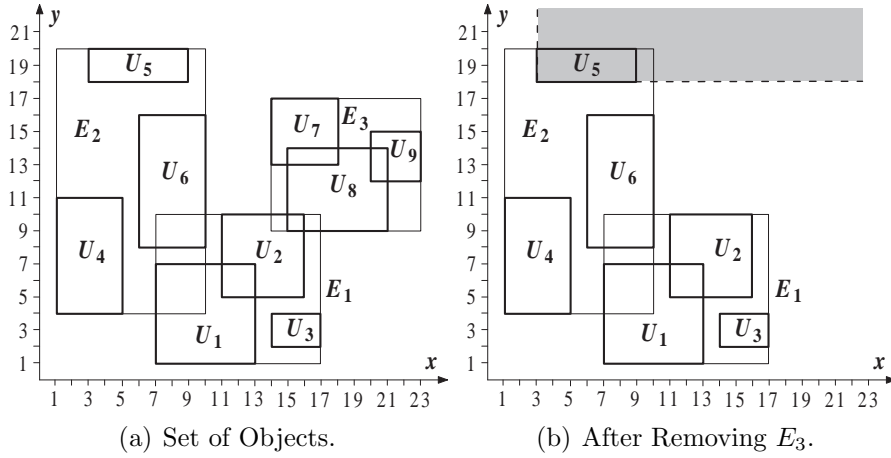 y
21
19
17
15
13
11
9
7
5
3
1
U5
E2
U6
U4
U7
E3
U9
U8
U2
U1
E1
U3
x
1 3 5 7 9 11 13 15 17 19 21 23
(a) Set of Objects.
y
21
19
17
15
13
11
9
7
5
3
1
U5
E2
U6
U4
U2
E1
U1
U3
x
1 3 5 7 9 11 13 15 17 19 21 23
(b) After Removing E3.